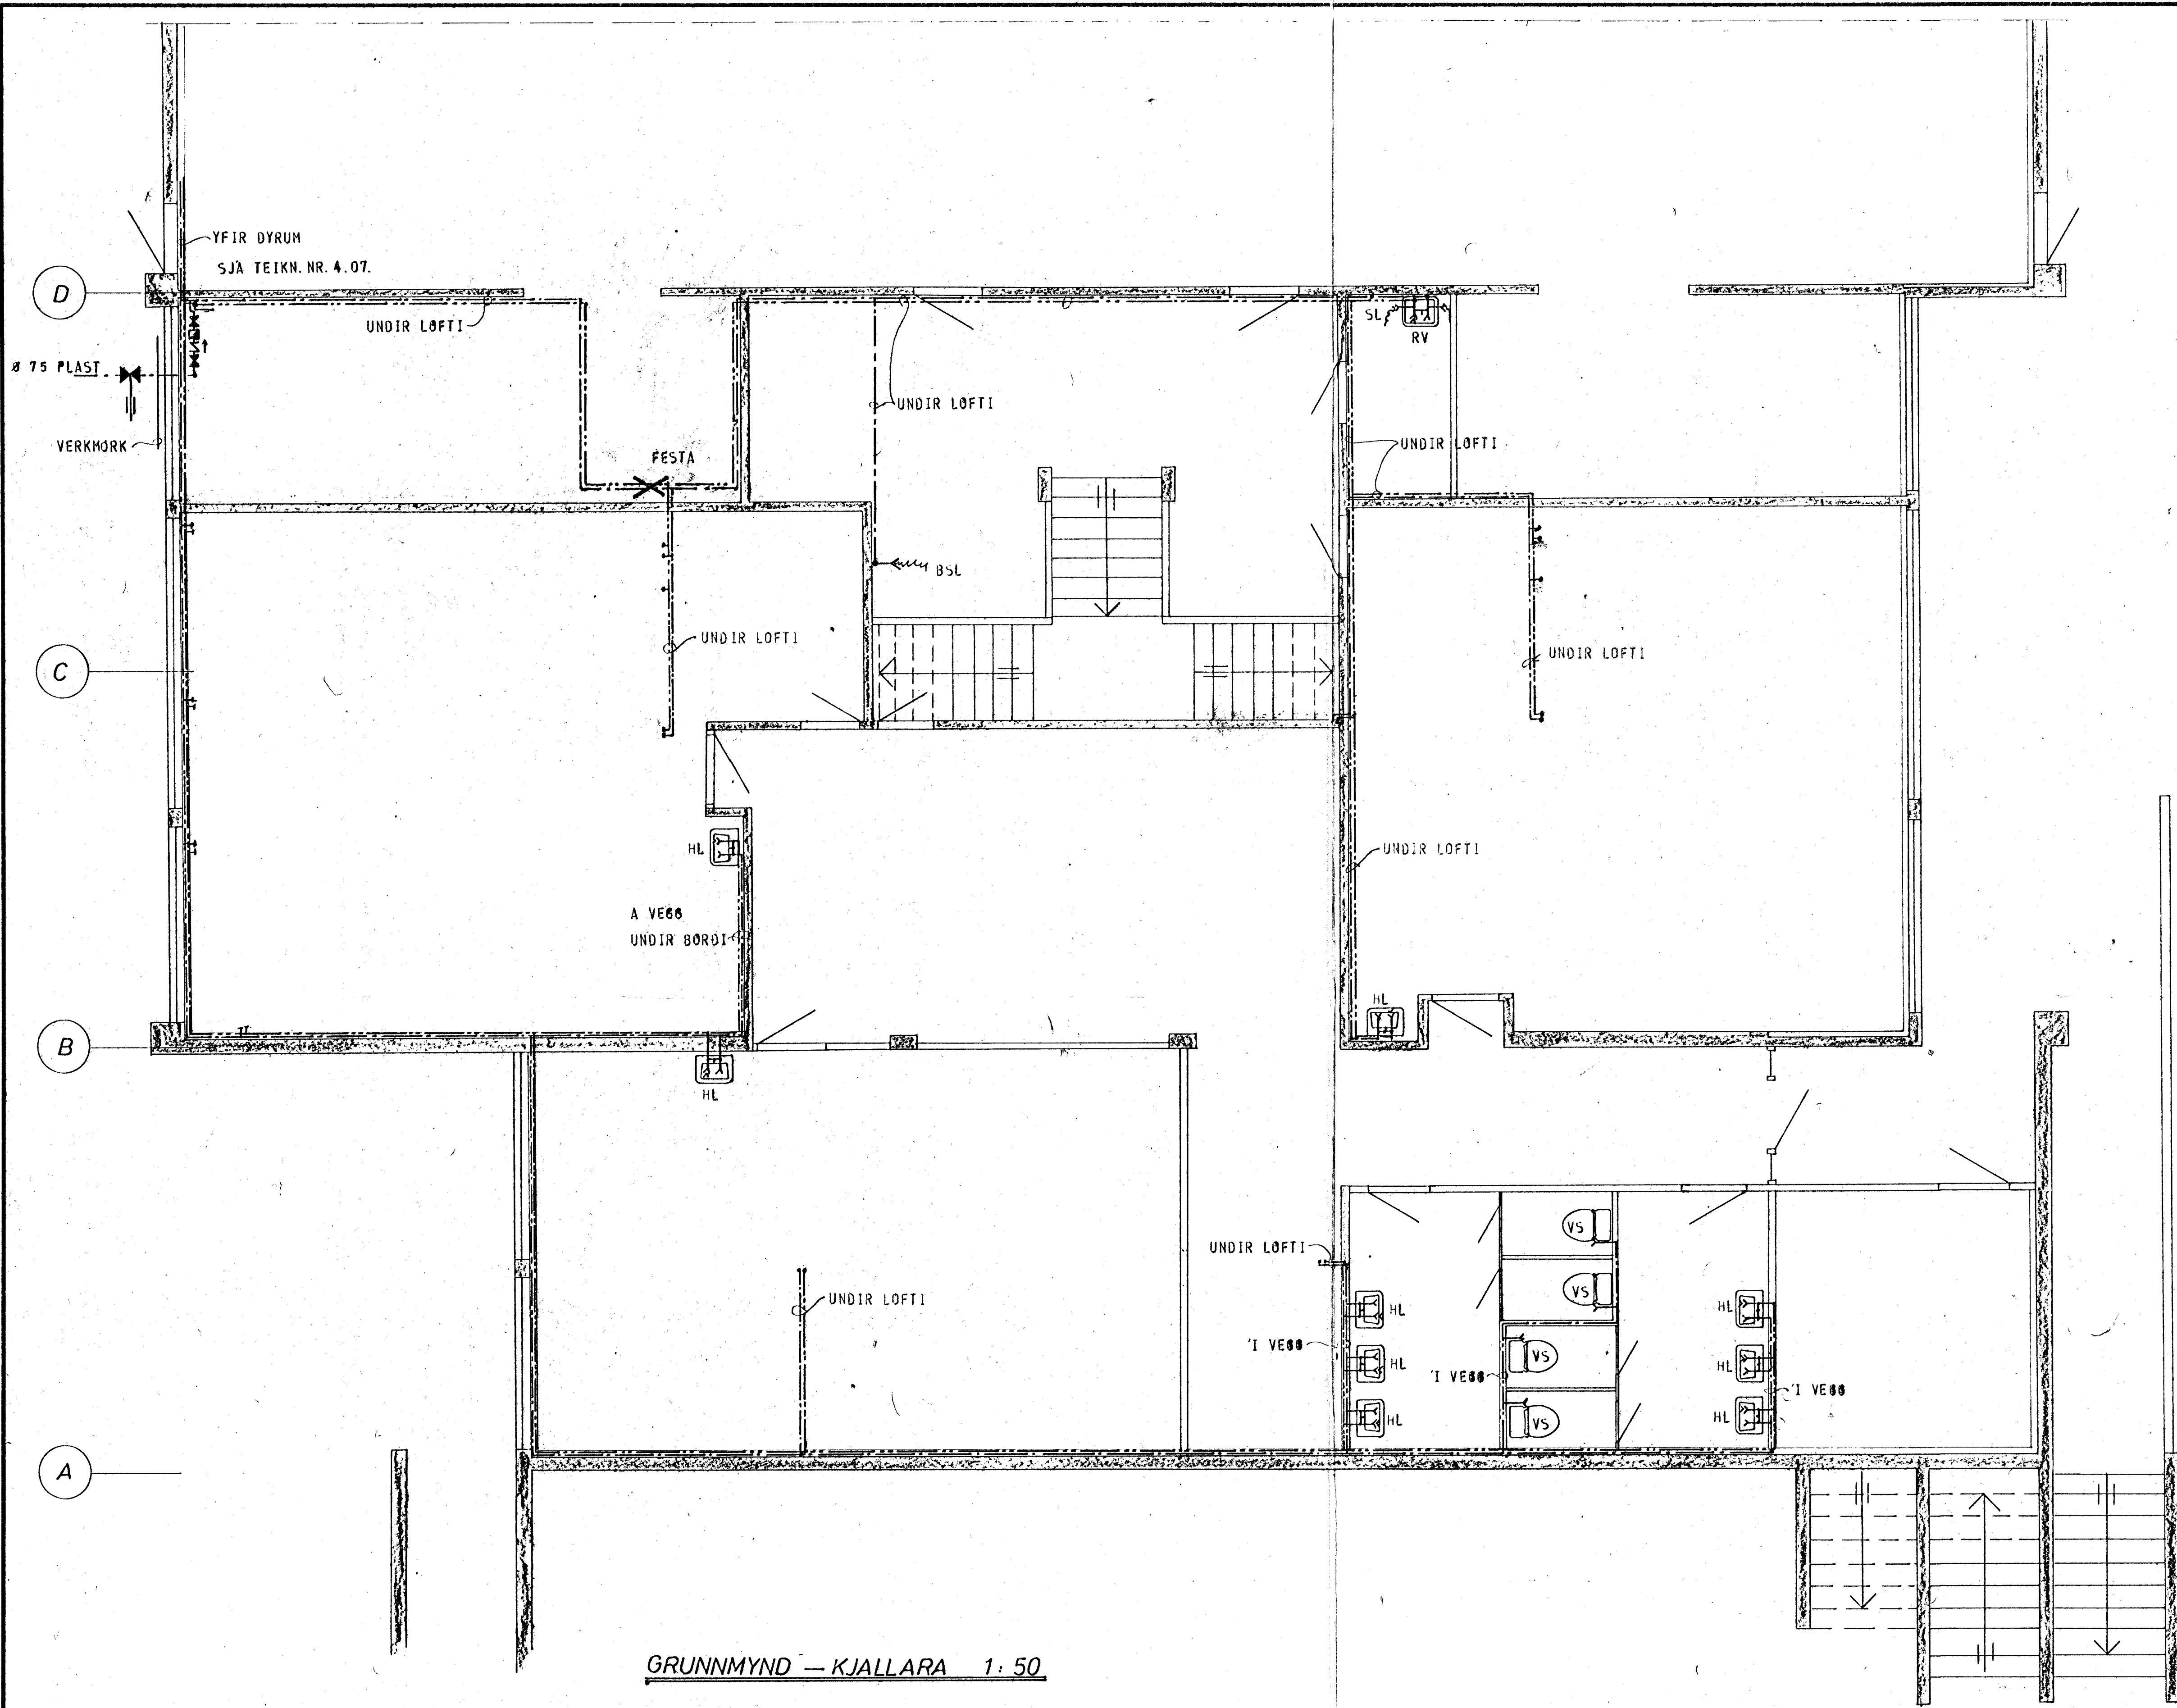 YFIR DYRUM
SJÁ TEIKN. NR. 4.07.
D
UNDIR LOFTI
SL
RV
Ø 75 PLAST
UNDIR LOFTI
VERKMÖRK
UNDIR LOFTI
FESTA
BSL
UNDIR LOFTI
UNDIR LOFTI
C
HL
UNDIR LOFTI
Á VEGG
UNDIR BORÐI
HL
B
HL
VS
UNDIR LOFTI
VS
UNDIR LOFTI
HL
HL
Í VEGG
VS
HL
HL
Í VEGG
Í VEGG
HL
VS
HL
A
GRUNNMYND – KJALLARA 1:50